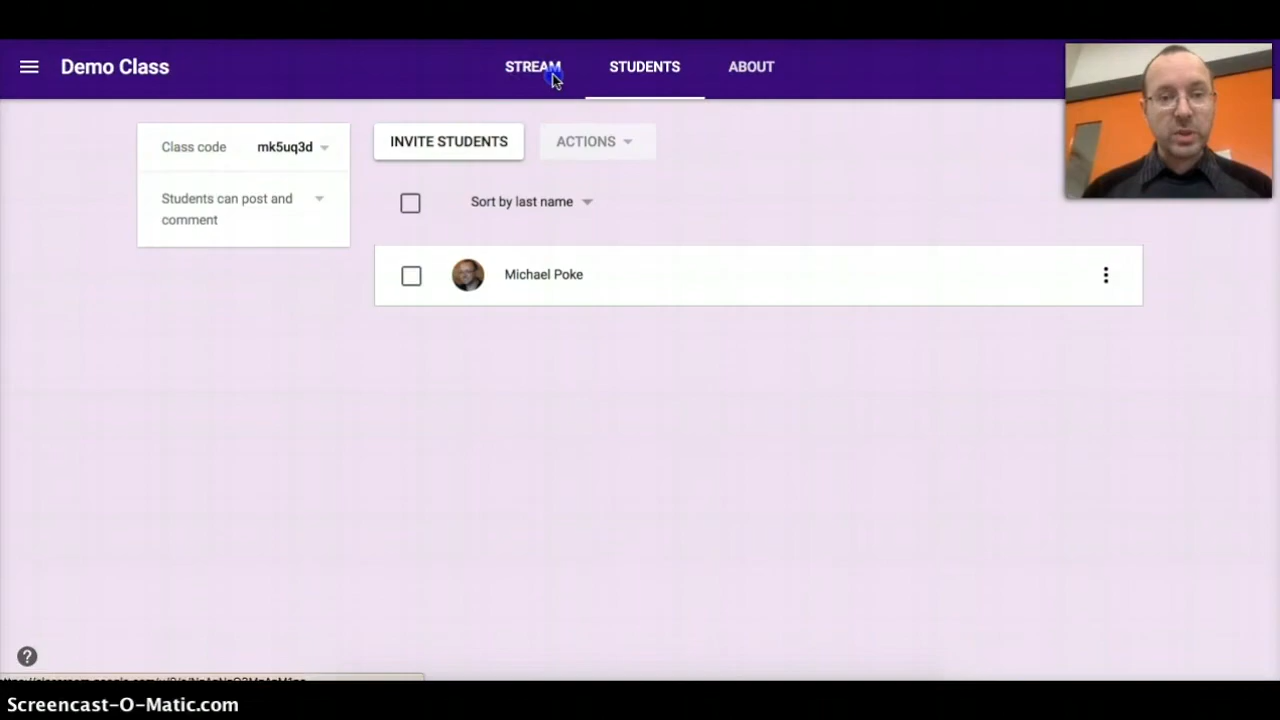 Demo Class
STREAM
STUDENTS
ABOUT
Class code mk5uq3d
Students can post and
comment
INVITE STUDENTS
ACTIONS
Sort by last name
Michael Poke
?
Screencast-O-Matic.com